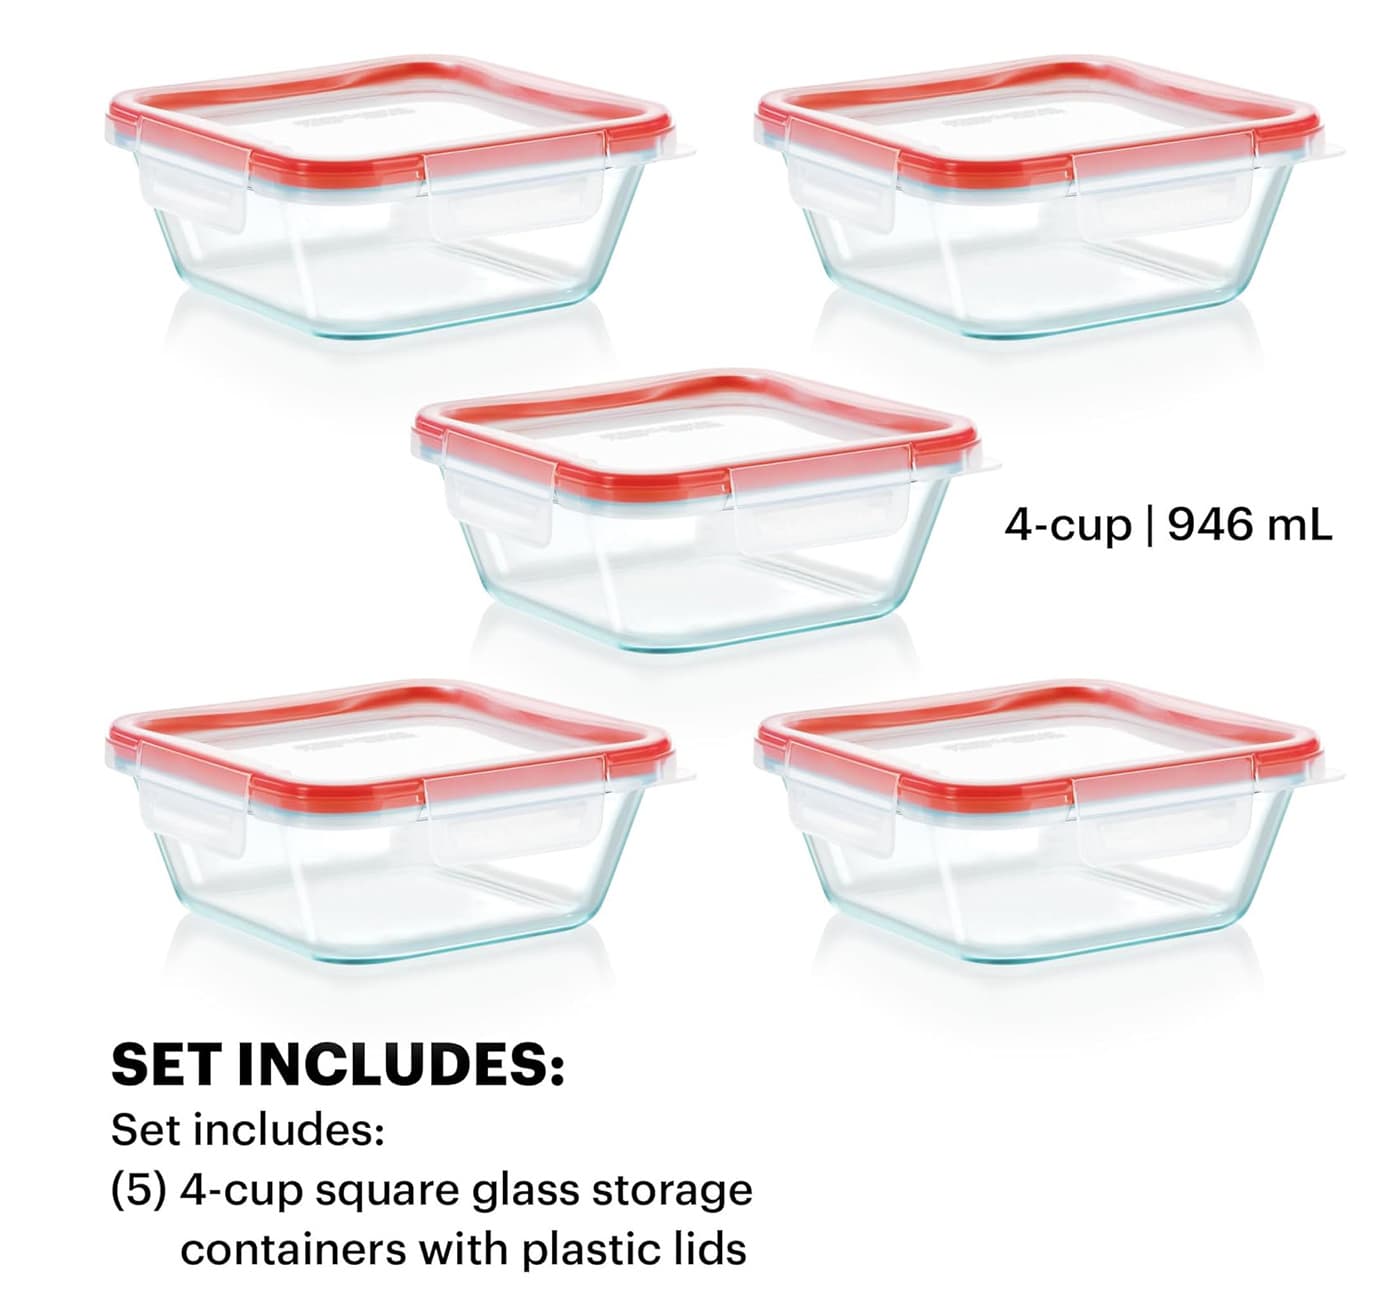 4-cup | 946 mL
SET INCLUDES:
Set includes:
(5) 4-cup square glass storage
containers with plastic lids